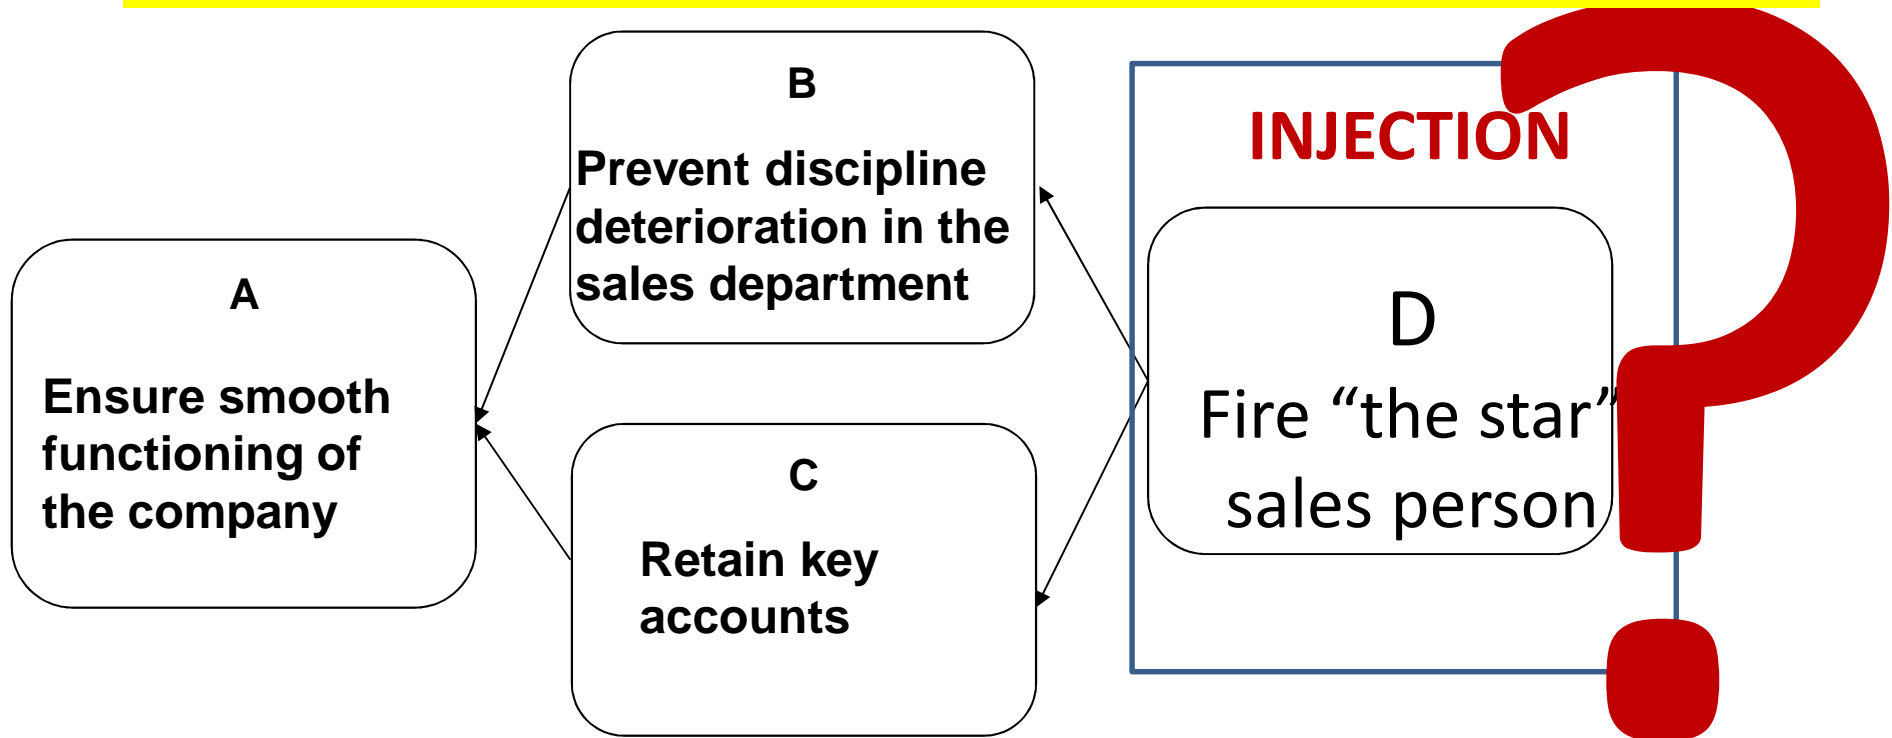 A
Ensure smooth
functioning of
the company
B
Prevent discipline
deterioration in the
sales department
C
Retain key
accounts
INJECTION
D
Fire “the star”
sales person
?